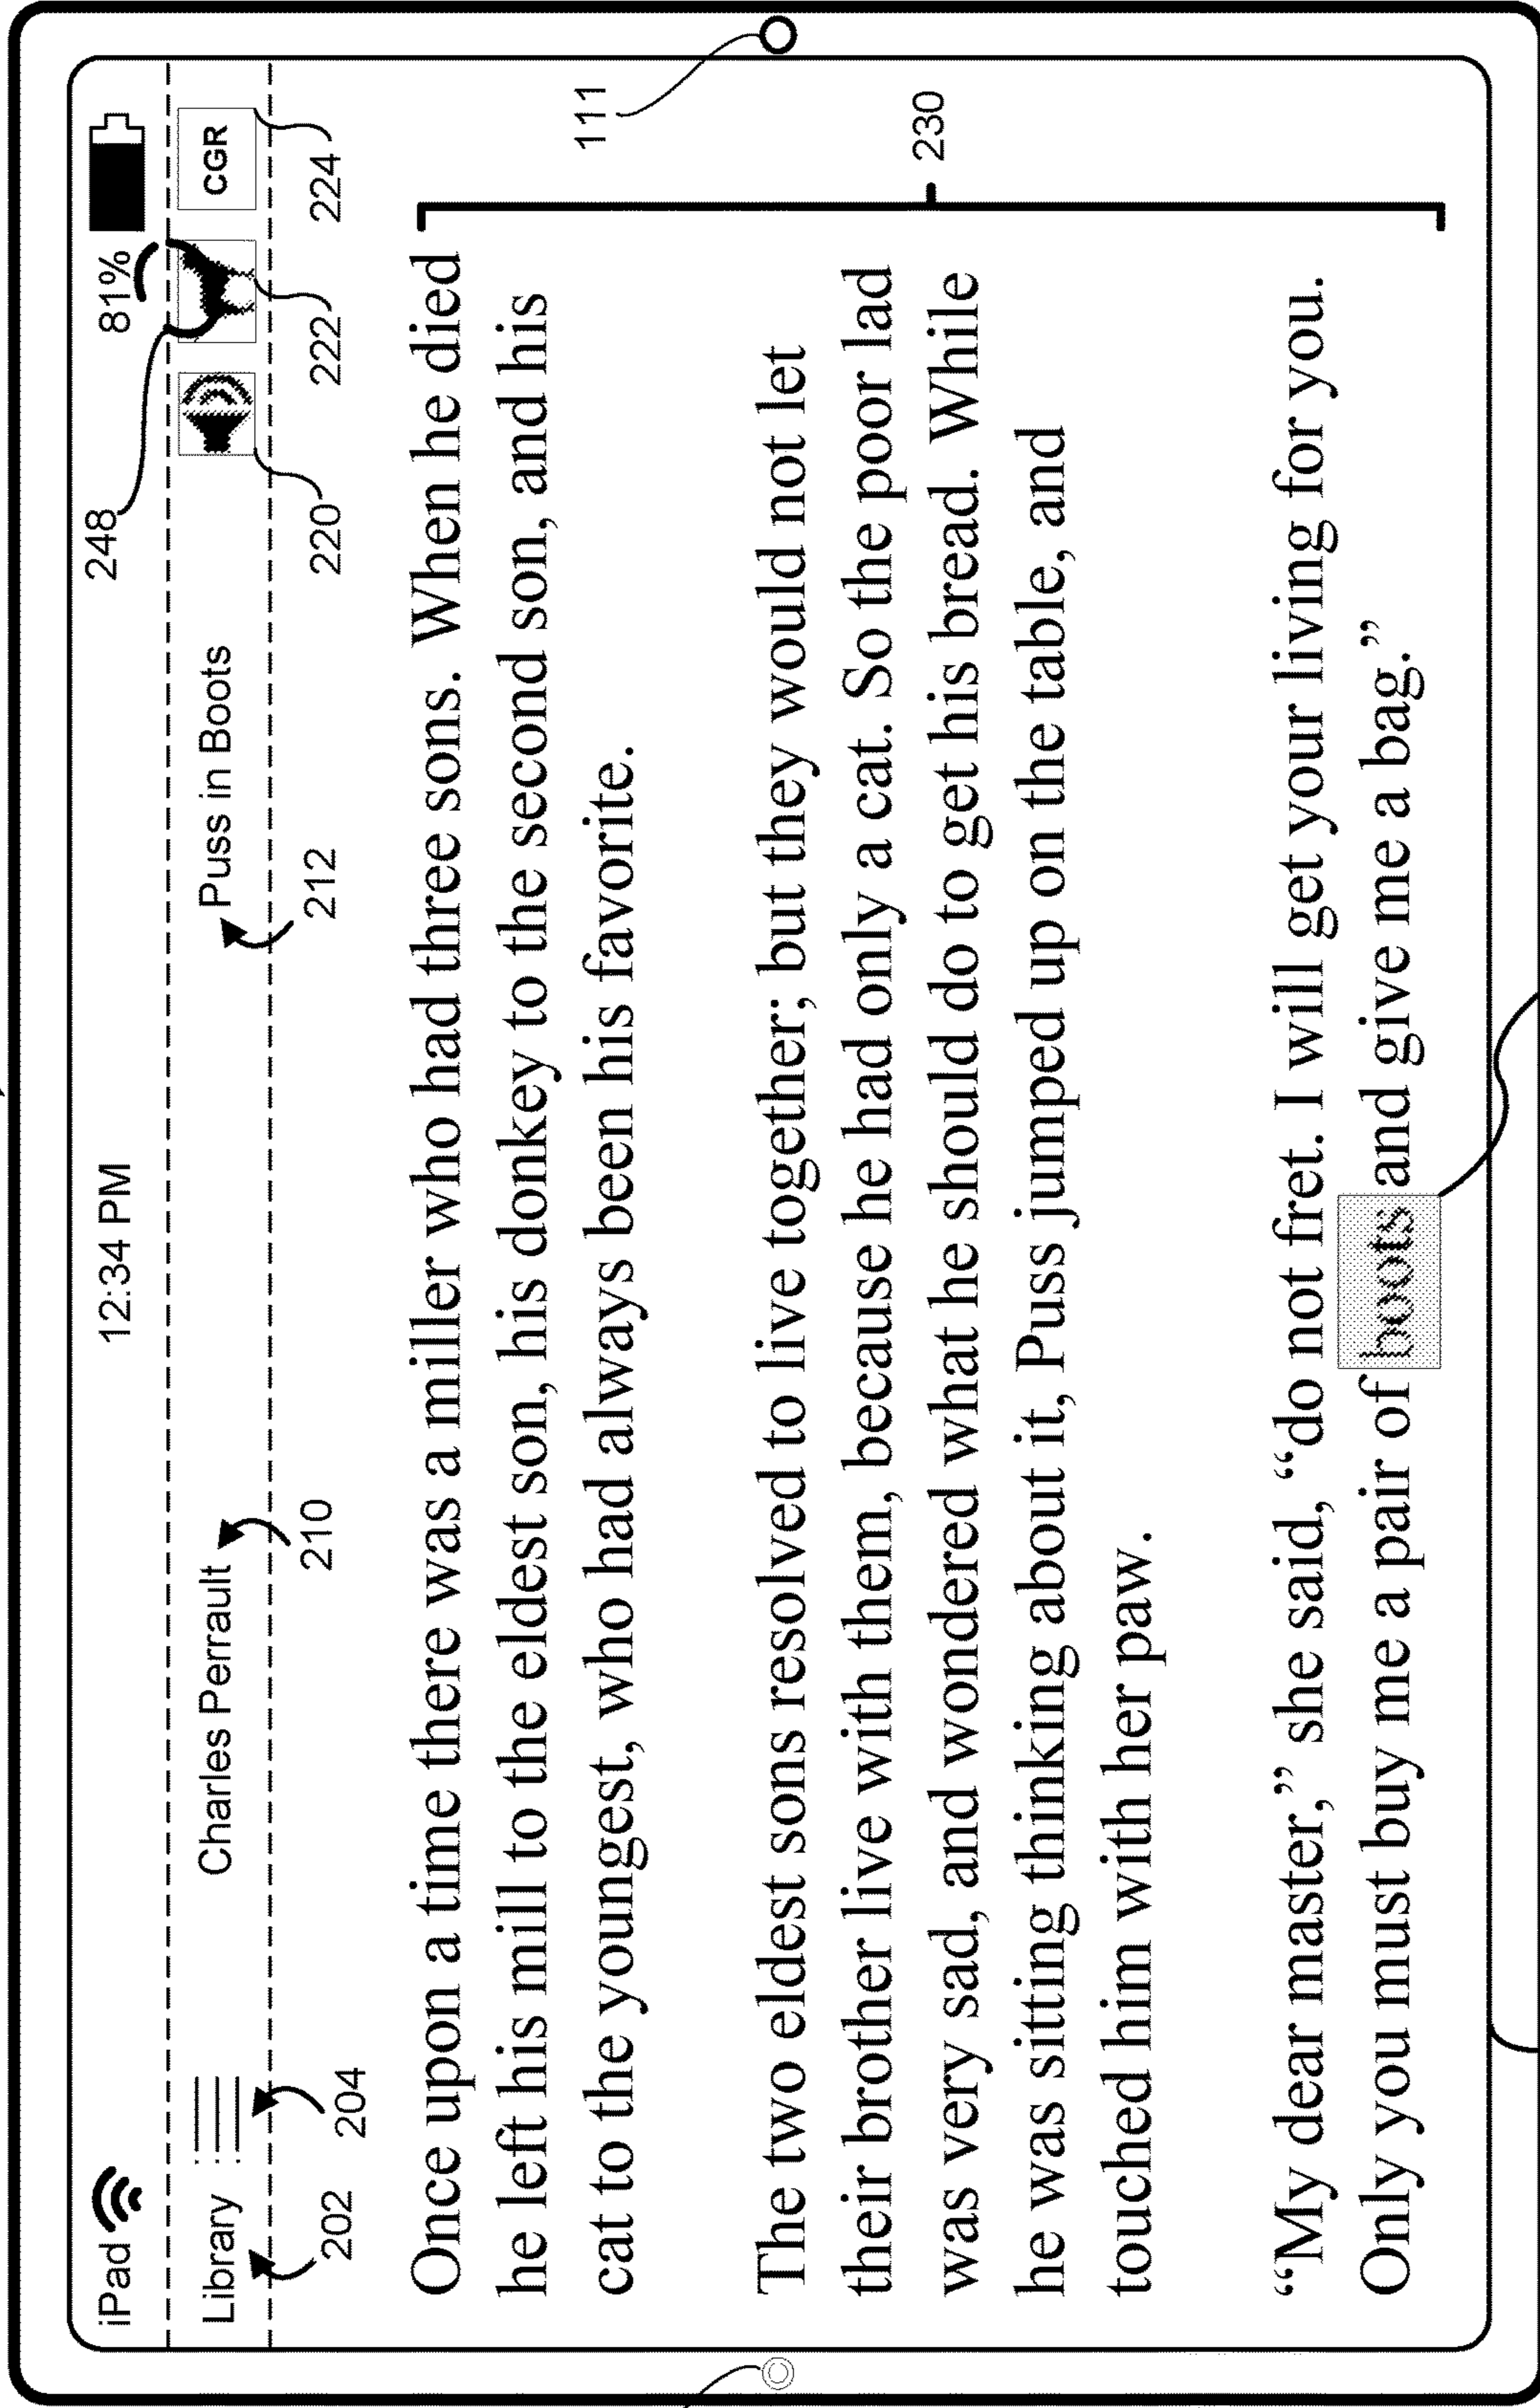 iPad
12:34 PM
248
81%
Library
Charles Perrault
Puss in Boots
CGR
202
204
210
212
220
222
224
Once upon a time there was a miller who had three sons. When he died
he left his mill to the eldest son, his donkey to the second son, and his
cat to the youngest, who had always been his favorite.
111
The two eldest sons resolved to live together; but they would not let
their brother live with them, because he had only a cat. So the poor lad
was very sad, and wondered what he should do to get his bread. While
he was sitting thinking about it, Puss jumped up on the table, and
touched him with her paw.
230
“My dear master,” she said, “do not fret. I will get your living for you.
Only you must buy me a pair of boots and give me a bag.”